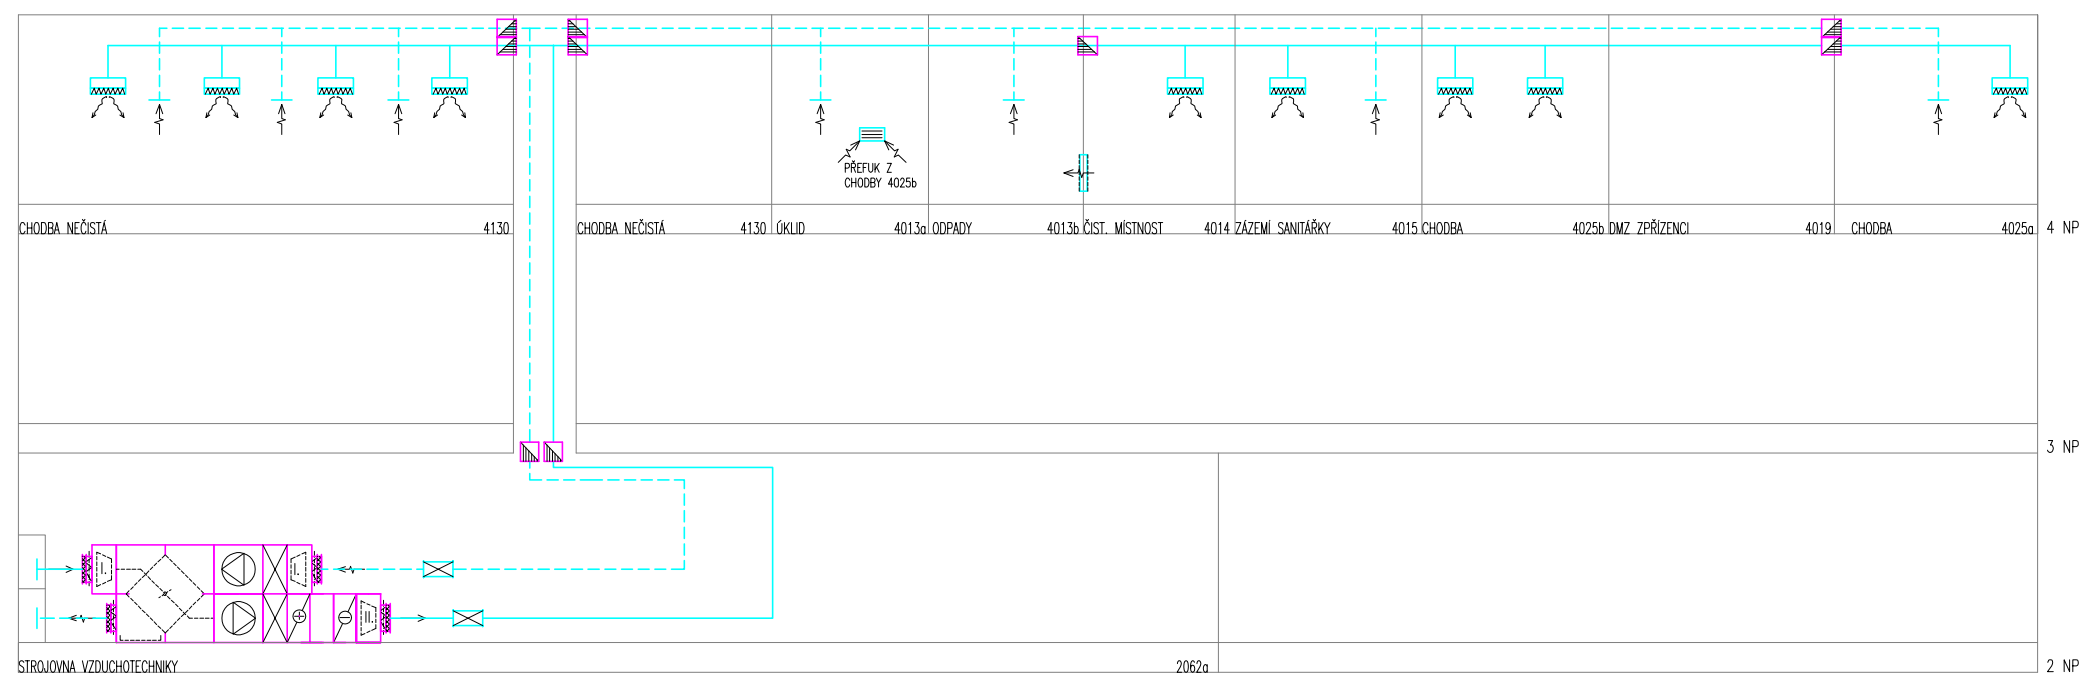 PŘEFUK Z
CHODBY 4025b
CHODBA NEČISTÁ 4130
CHODBA NEČISTÁ 4130
ÚKLID 4013a
ODPADY 4013b
ČIST. MÍSTNOST 4014
ZÁZEMÍ SANITÁŘKY 4015
CHODBA 4025b
DMZ ZPŘÍZENCI 4019
CHODBA 4025a
4 NP
3 NP
I.
I.
II.
STROJOVNA VZDUCHOTECHNIKY 2062a
2 NP